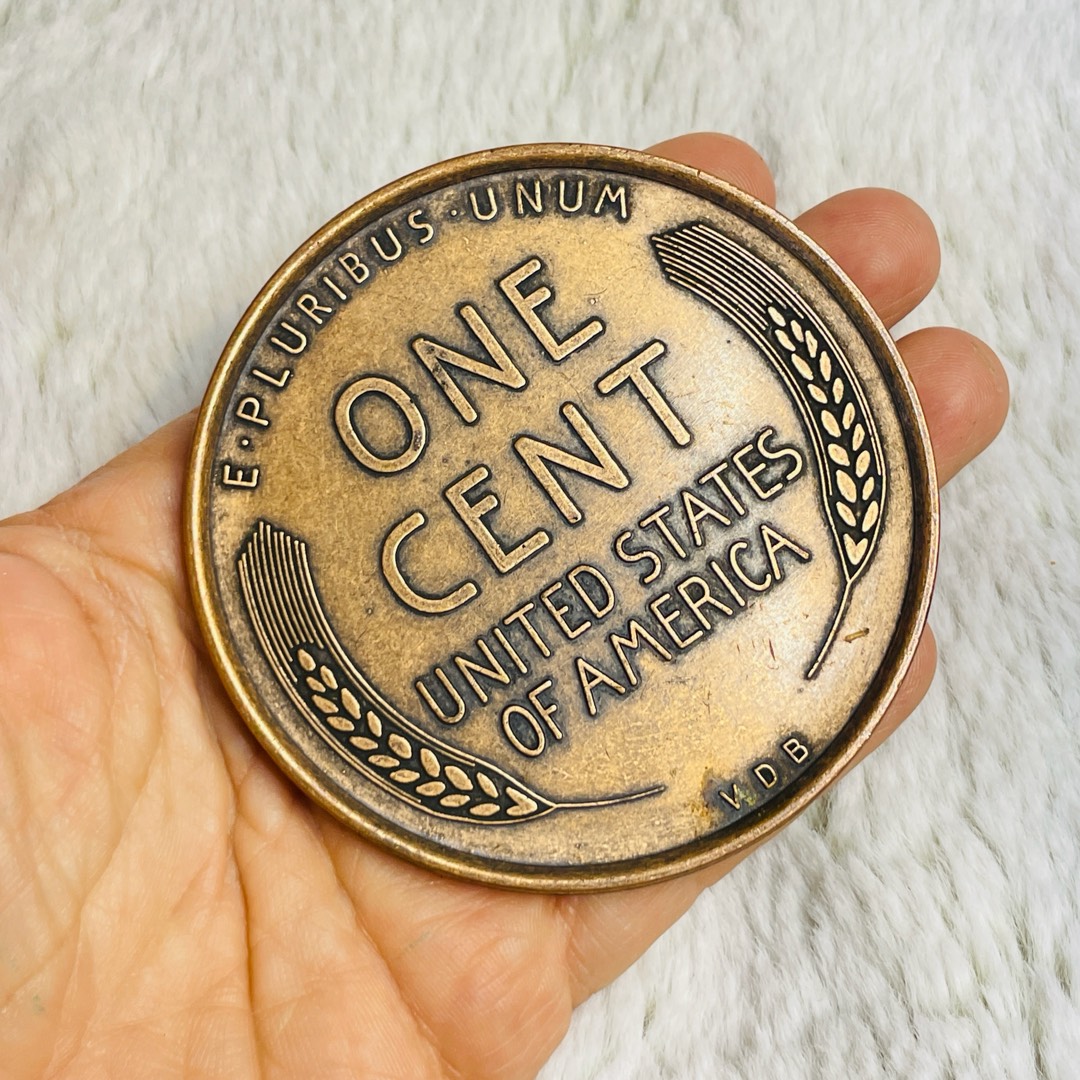 E·PLURIBUS·UNUM
ONE
CENT
UNITED STATES
OF AMERICA
V D B